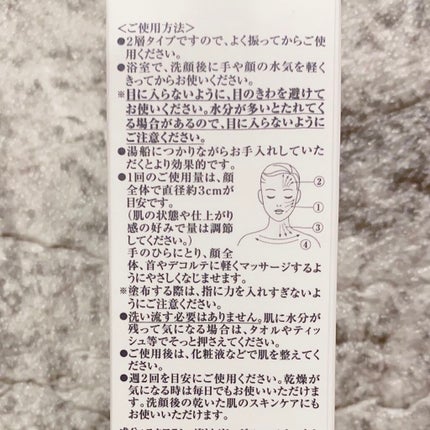 <ご使用方法>
●2層タイプですので、よく振ってからご使
用ください。
●浴室で、洗顔後に手や顔の水気を軽く
きってからお使いください。
※目に入らないように、目のきわを避けて
お使いください。水分が多いとたれてく
る場合があるので、目に入らないように
ご注意ください。
●湯船につかりながらお手入れしていた
だくとより効果的です。
●1回のご使用量は、顔
全体で直径約3cmが
目安です。
(肌の状態や仕上がり
感の好みで量は調節
してください。)
手のひらにとり、顔全
体、首やデコルテに軽くマッサージするよ
うにやさしくなじませます。
※塗布する際は、指に力を入れすぎないよ
うにご注意ください。
●洗い流す必要はありません。肌に水分が
残って気になる場合は、タオルやティッ
シュ等でそっと押さえてください。
●ご使用後は、化粧液などで肌を整えてく
ださい。
●週2回を目安にご使用ください。乾燥が
気になる時は毎日でもお使いいただけま
す。洗顔後の乾いた肌のスキンケアにも
お使いいただけます。
②
①
③
④